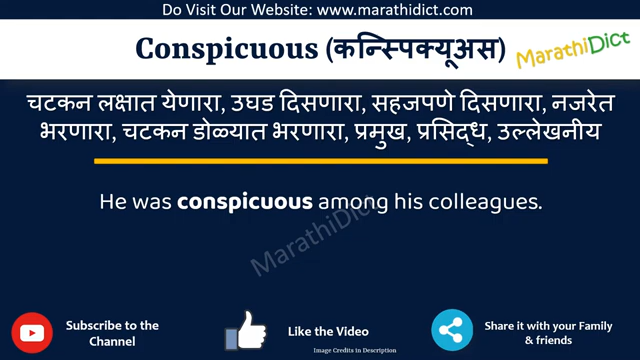 Do Visit Our Website: www.marathidict.com
Conspicuous (कन्स्पिक्यूअस)
MarathiDict
चटकन लक्षात येणारा, उघड दिसणारा, सहजपणे दिसणारा, नजरेत
भरणारा, चटकन डोळ्यात भरणारा, प्रमुख, प्रसिद्ध, उल्लेखनीय
He was conspicuous among his colleagues.
MarathiDict
Subscribe to the
Channel
Like the Video
Image Credits in Description
Share it with your Family
& friends